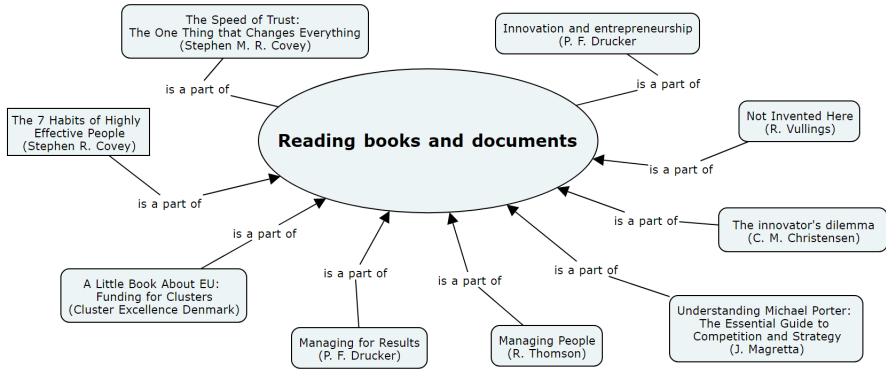 The Speed of Trust:
The One Thing that Changes Everything
(Stephen M. R. Covey)
Innovation and entrepreneurship
(P. F. Drucker
is a part of
is a part of
The 7 Habits of Highly
Effective People
(Stephen R. Covey)
Not Invented Here
(R. Vullings)
Reading books and documents
is a part of
is a part of
is a part of
The innovator's dilemma
(C. M. Christensen)
is a part of
A Little Book About EU:
Funding for Clusters
(Cluster Excellence Denmark)
is a part of
is a part of
is a part of
Managing for Results
(P. F. Drucker)
Managing People
(R. Thomson)
Understanding Michael Porter:
The Essential Guide to
Competition and Strategy
(J. Magretta)